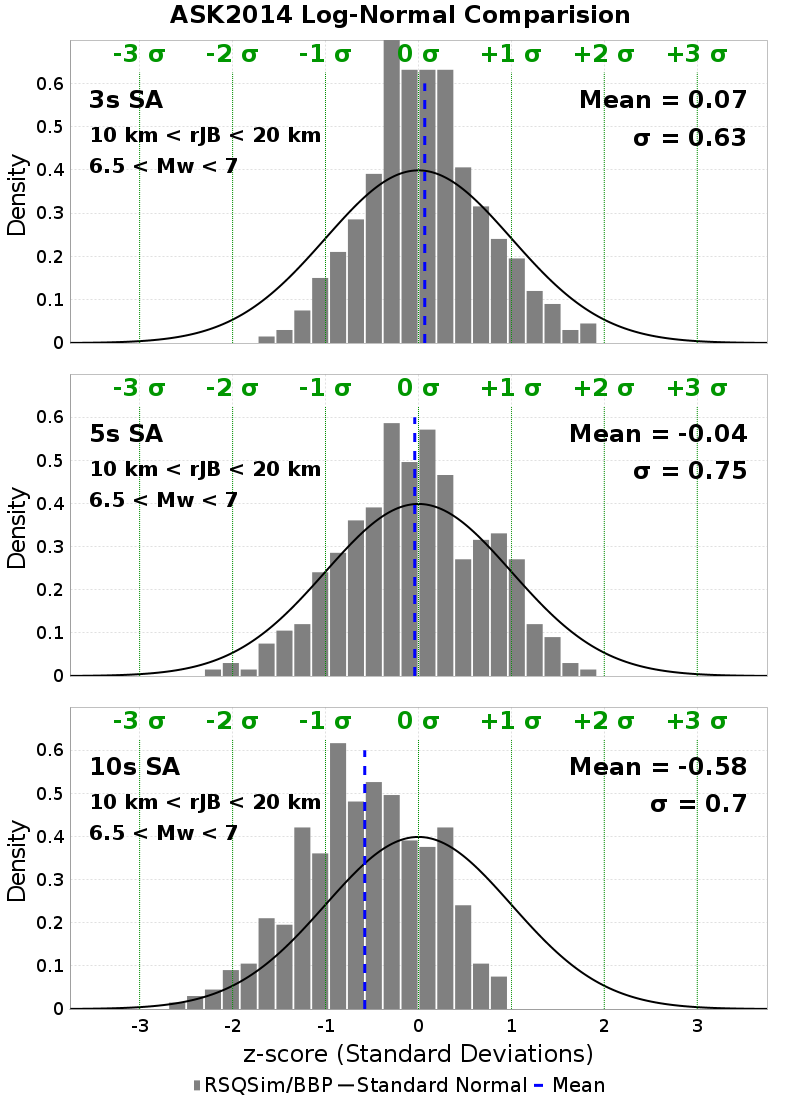 ASK2014 Log-Normal Comparision
-3 σ -2 σ -1 σ 0 σ +1 σ +2 σ +3 σ
3s SA Mean = 0.07
10 km < rJB < 20 km σ = 0.63
6.5 < Mw < 7
Density
0.6
0.5
0.4
0.3
0.2
0.1
0
-3 σ -2 σ -1 σ 0 σ +1 σ +2 σ +3 σ
5s SA Mean = -0.04
10 km < rJB < 20 km σ = 0.75
6.5 < Mw < 7
Density
0.6
0.5
0.4
0.3
0.2
0.1
0
-3 σ -2 σ -1 σ 0 σ +1 σ +2 σ +3 σ
10s SA Mean = -0.58
10 km < rJB < 20 km σ = 0.7
6.5 < Mw < 7
Density
0.6
0.5
0.4
0.3
0.2
0.1
0
-3 -2 -1 0 1 2 3
z-score (Standard Deviations)
RSQSim/BBP Standard Normal Mean